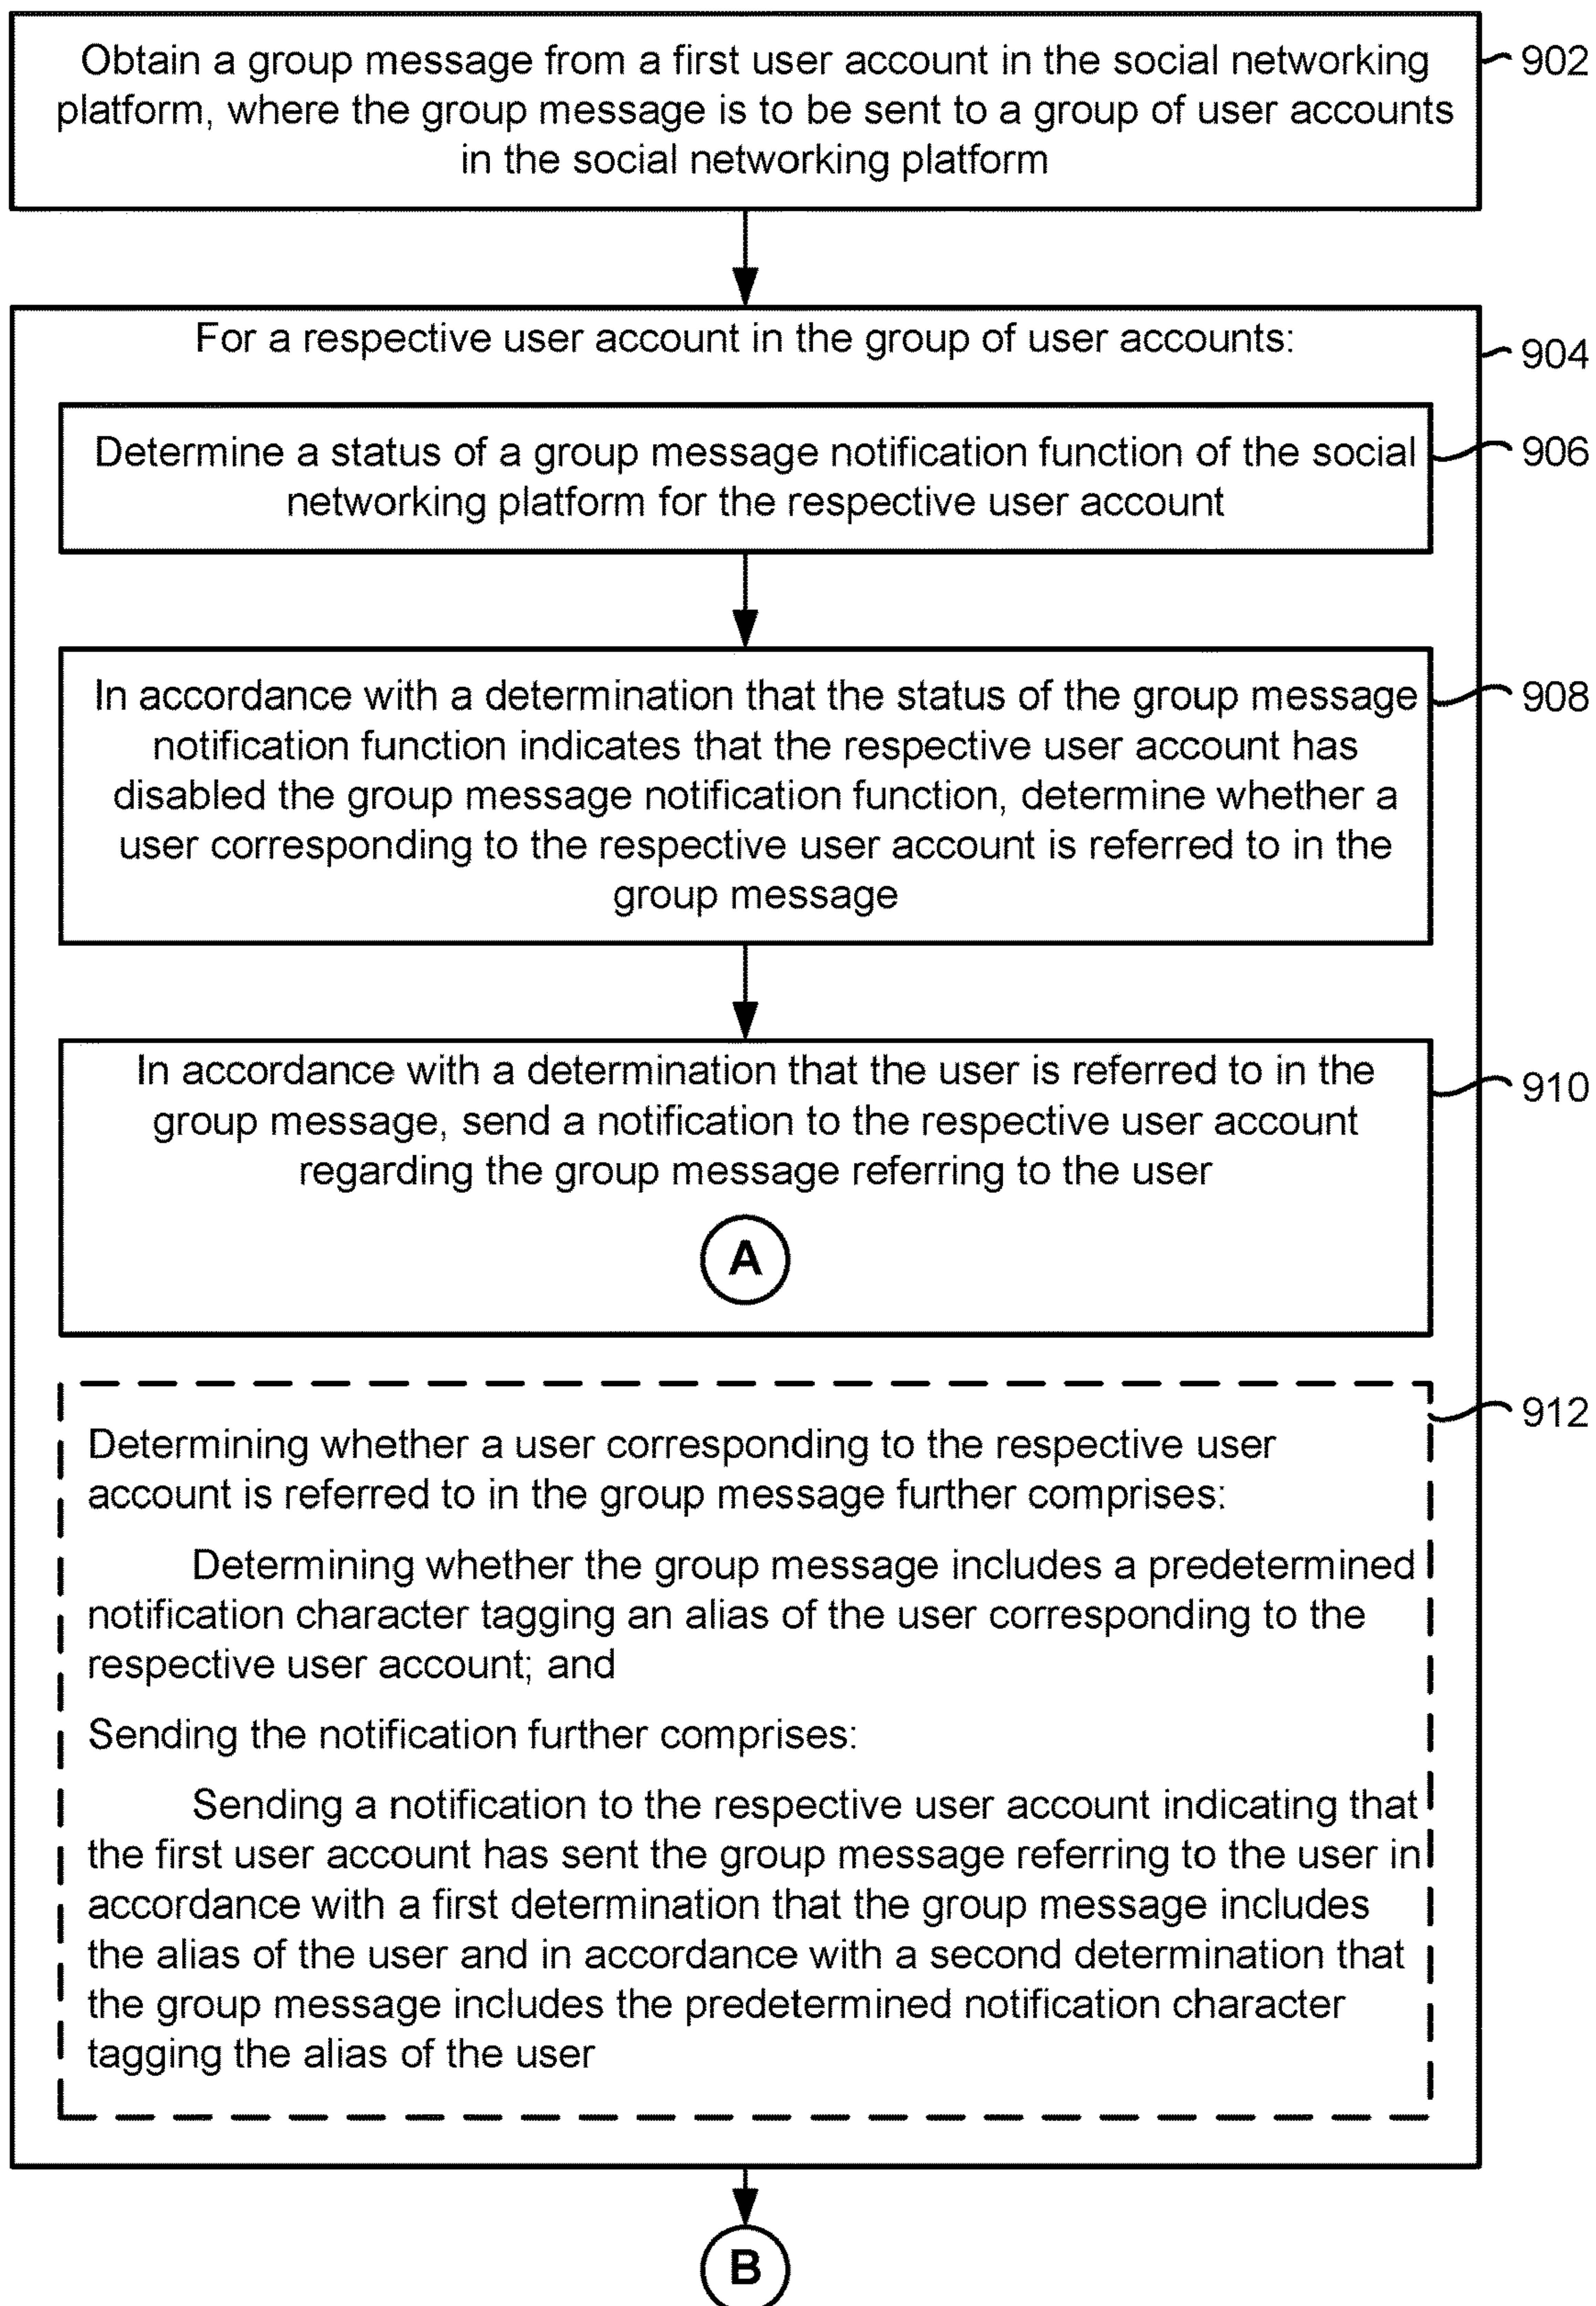 Obtain a group message from a first user account in the social networking
platform, where the group message is to be sent to a group of user accounts
in the social networking platform
902
For a respective user account in the group of user accounts:
904
Determine a status of a group message notification function of the social
networking platform for the respective user account
906
In accordance with a determination that the status of the group message
notification function indicates that the respective user account has
disabled the group message notification function, determine whether a
user corresponding to the respective user account is referred to in the
group message
908
In accordance with a determination that the user is referred to in the
group message, send a notification to the respective user account
regarding the group message referring to the user
910
A
912
Determining whether a user corresponding to the respective user
account is referred to in the group message further comprises:
Determining whether the group message includes a predetermined
notification character tagging an alias of the user corresponding to the
respective user account; and
Sending the notification further comprises:
Sending a notification to the respective user account indicating that
the first user account has sent the group message referring to the user in
accordance with a first determination that the group message includes
the alias of the user and in accordance with a second determination that
the group message includes the predetermined notification character
tagging the alias of the user
B